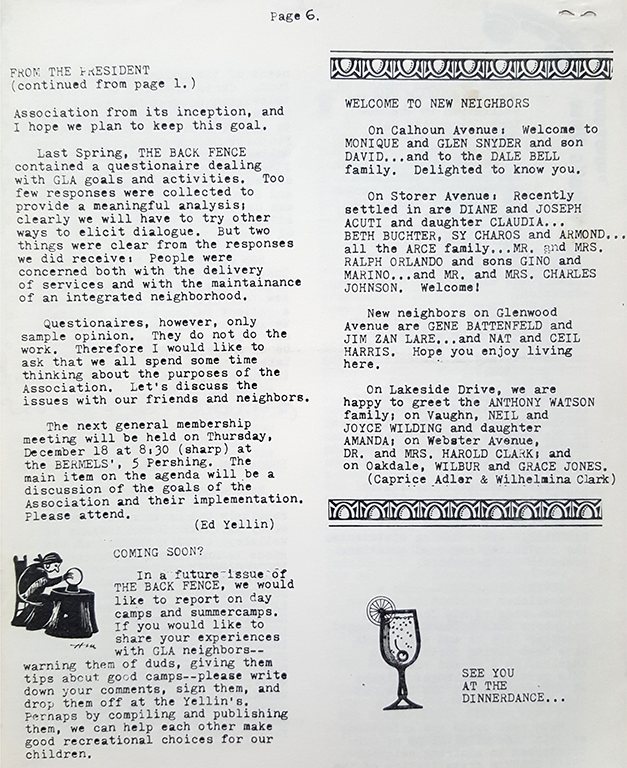 Page 6.
FROM THE PRESIDENT
(continued from page 1.)
Association from its inception, and
I hope we plan to keep this goal.
Last Spring, THE BACK FENCE
contained a questionaire dealing
with GLA goals and activities. Too
few responses were collected to
provide a meaningful analysis;
clearly we will have to try other
ways to elicit dialogue. But two
things were clear from the responses
we did receive: People were
concerned both with the delivery
of services and with the maintainance
of an integrated neighborhood.
Questionaires, however, only
sample opinion. They do not do the
work. Therefore I would like to
ask that we all spend some time
thinking about the purposes of the
Association. Let's discuss the
issues with our friends and neighbors.
The next general membership
meeting will be held on Thursday,
December 18 at 8:30 (sharp) at
the BERMELS', 5 Pershing. The
main item on the agenda will be a
discussion of the goals of the
Association and their implementation.
Please attend.
(Ed Yellin)
COMING SOON?
In a future issue of
THE BACK FENCE, we would
like to report on day
camps and summercamps.
If you would like to
share your experiences
with GLA neighbors--
warning them of duds, giving them
tips about good camps--please write
down your comments, sign them, and
drop them off at the Yellin's.
Perhaps by compiling and publishing
them, we can help each other make
good recreational choices for our
children.
WELCOME TO NEW NEIGHBORS
On Calhoun Avenue: Welcome to
MONIQUE and GLEN SNYDER and son
DAVID...and to the DALE BELL
family. Delighted to know you.
On Storer Avenue: Recently
settled in are DIANE and JOSEPH
ACUTI and daughter CLAUDIA...
BETH BUCHTER, SY CHAROS and ARMOND...
all the ARCE family...MR. and MRS.
RALPH ORLANDO and sons GINO and
MARINO...and MR. and MRS. CHARLES
JOHNSON. Welcome!
New neighbors on Glenwood
Avenue are GENE BATTENFELD and
JIM ZAN LARE...and NAT and CEIL
HARRIS. Hope you enjoy living
here.
On Lakeside Drive, we are
happy to greet the ANTHONY WATSON
family; on Vaughn, NEIL and
JOYCE WILDING and daughter
AMANDA; on Webster Avenue,
DR. and MRS. HAROLD CLARK; and
on Oakdale, WILBUR and GRACE JONES.
(Caprice Adler & Wilhelmina Clark)
SEE YOU
AT THE
DINNERDANCE...